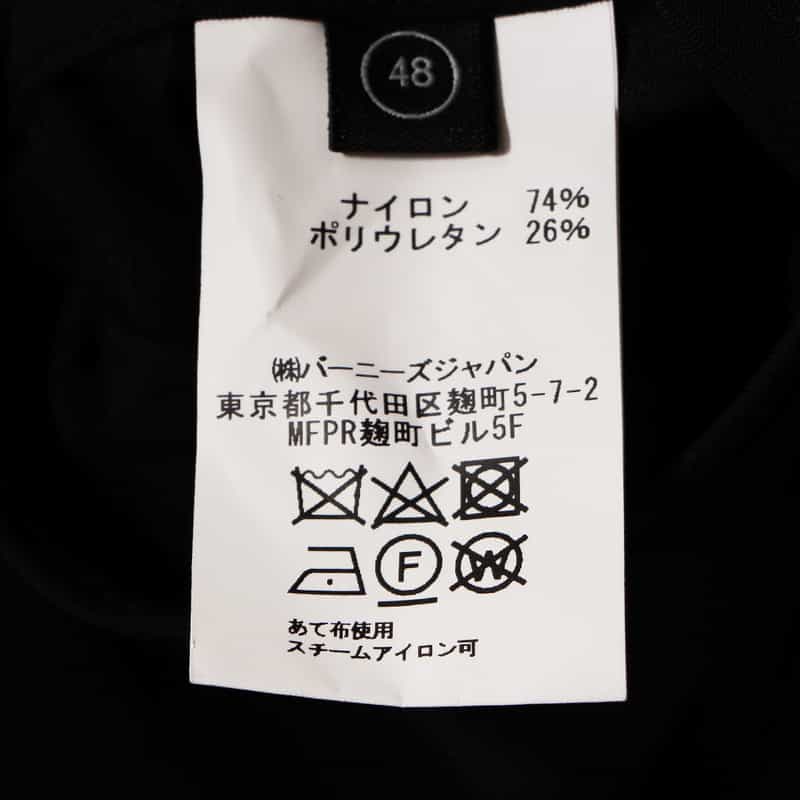 48
ナイロン 74%
ポリウレタン 26%
㈱バーニーズジャパン
東京都千代田区麹町5-7-2
MFPR麹町ビル5F
F
W
あて布使用
スチームアイロン可